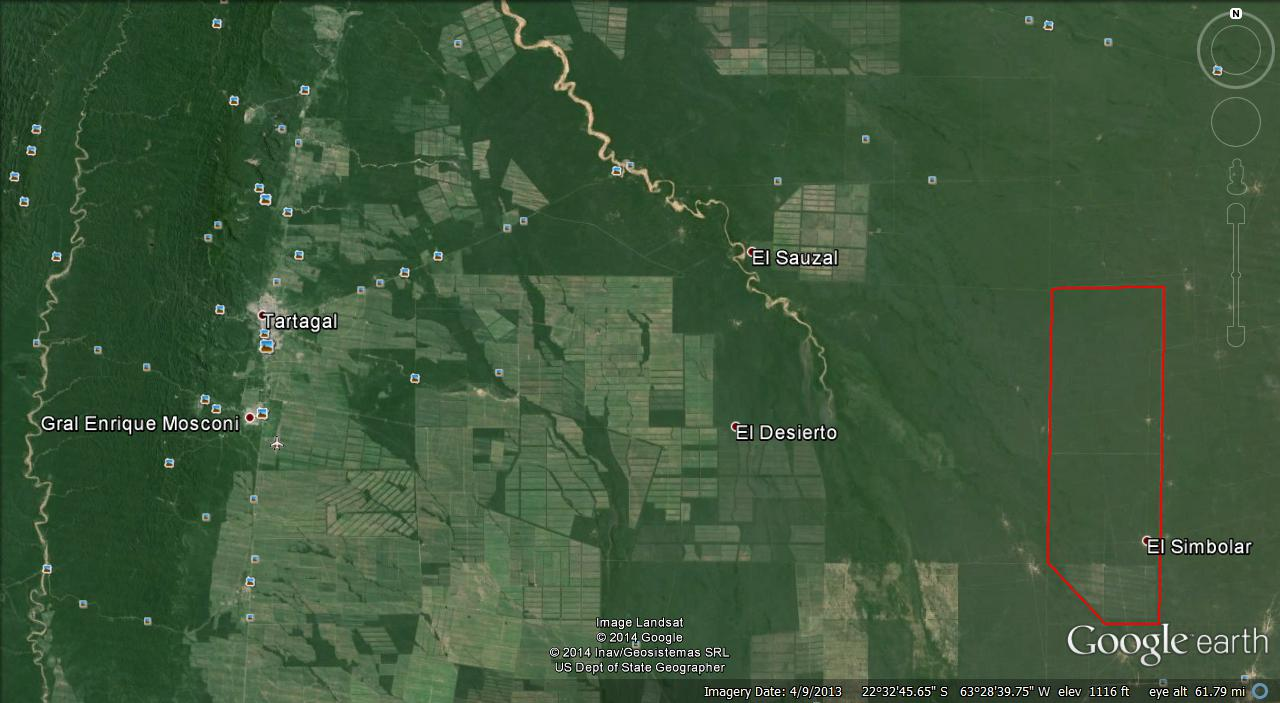 N
El Sauzal
Tartagal
Gral Enrique Mosconi
El Desierto
El Simbolar
Image Landsat
© 2014 Google
© 2014 Inav/Geosistemas SRL
US Dept of State Geographer
Google earth
Imagery Date: 4/9/2013 22°32'45.65" S 63°28'39.75" W elev 1116 ft eye alt 61.79 mi